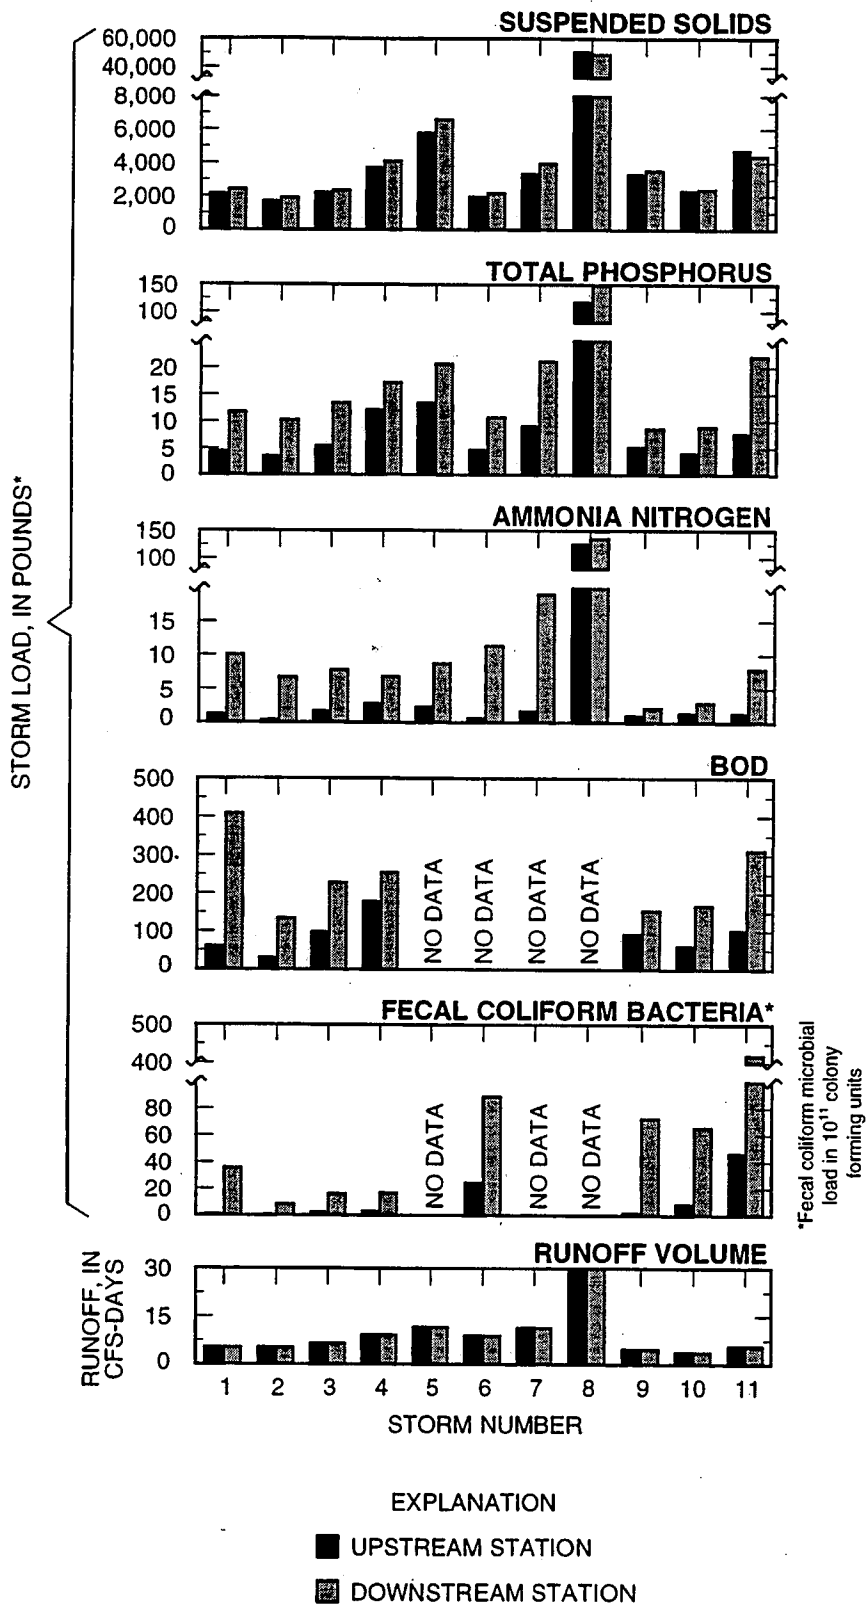 SUSPENDED SOLIDS
60,000
40,000
8,000
6,000
4,000
2,000
0
TOTAL PHOSPHORUS
150
100
20
15
10
5
0
AMMONIA NITROGEN
150
100
15
10
5
0
STORM LOAD, IN POUNDS*
BOD
500
400
300
200
100
0
NO DATA
NO DATA
NO DATA
NO DATA
FECAL COLIFORM BACTERIA*
500
400
80
60
40
20
0
NO DATA
NO DATA
NO DATA
*Fecal coliform microbial
load in 10¹¹ colony
forming units
RUNOFF VOLUME
RUNOFF, IN
CFS-DAYS
30
15
0
1 2 3 4 5 6 7 8 9 10 11
STORM NUMBER
EXPLANATION
UPSTREAM STATION
DOWNSTREAM STATION